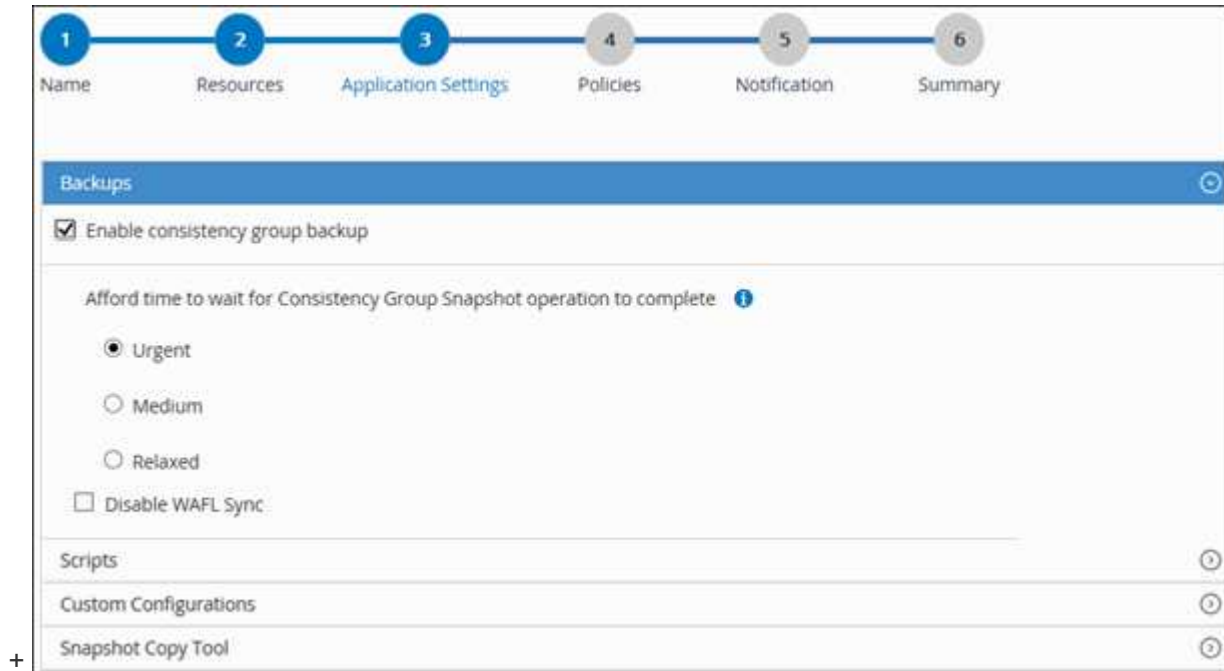 1 2 3 4 5 6
Name Resources Application Settings Policies Notification Summary
Backups
Enable consistency group backup
Afford time to wait for Consistency Group Snapshot operation to complete
Urgent
Medium
Relaxed
Disable WAFL Sync
Scripts
Custom Configurations
Snapshot Copy Tool
+